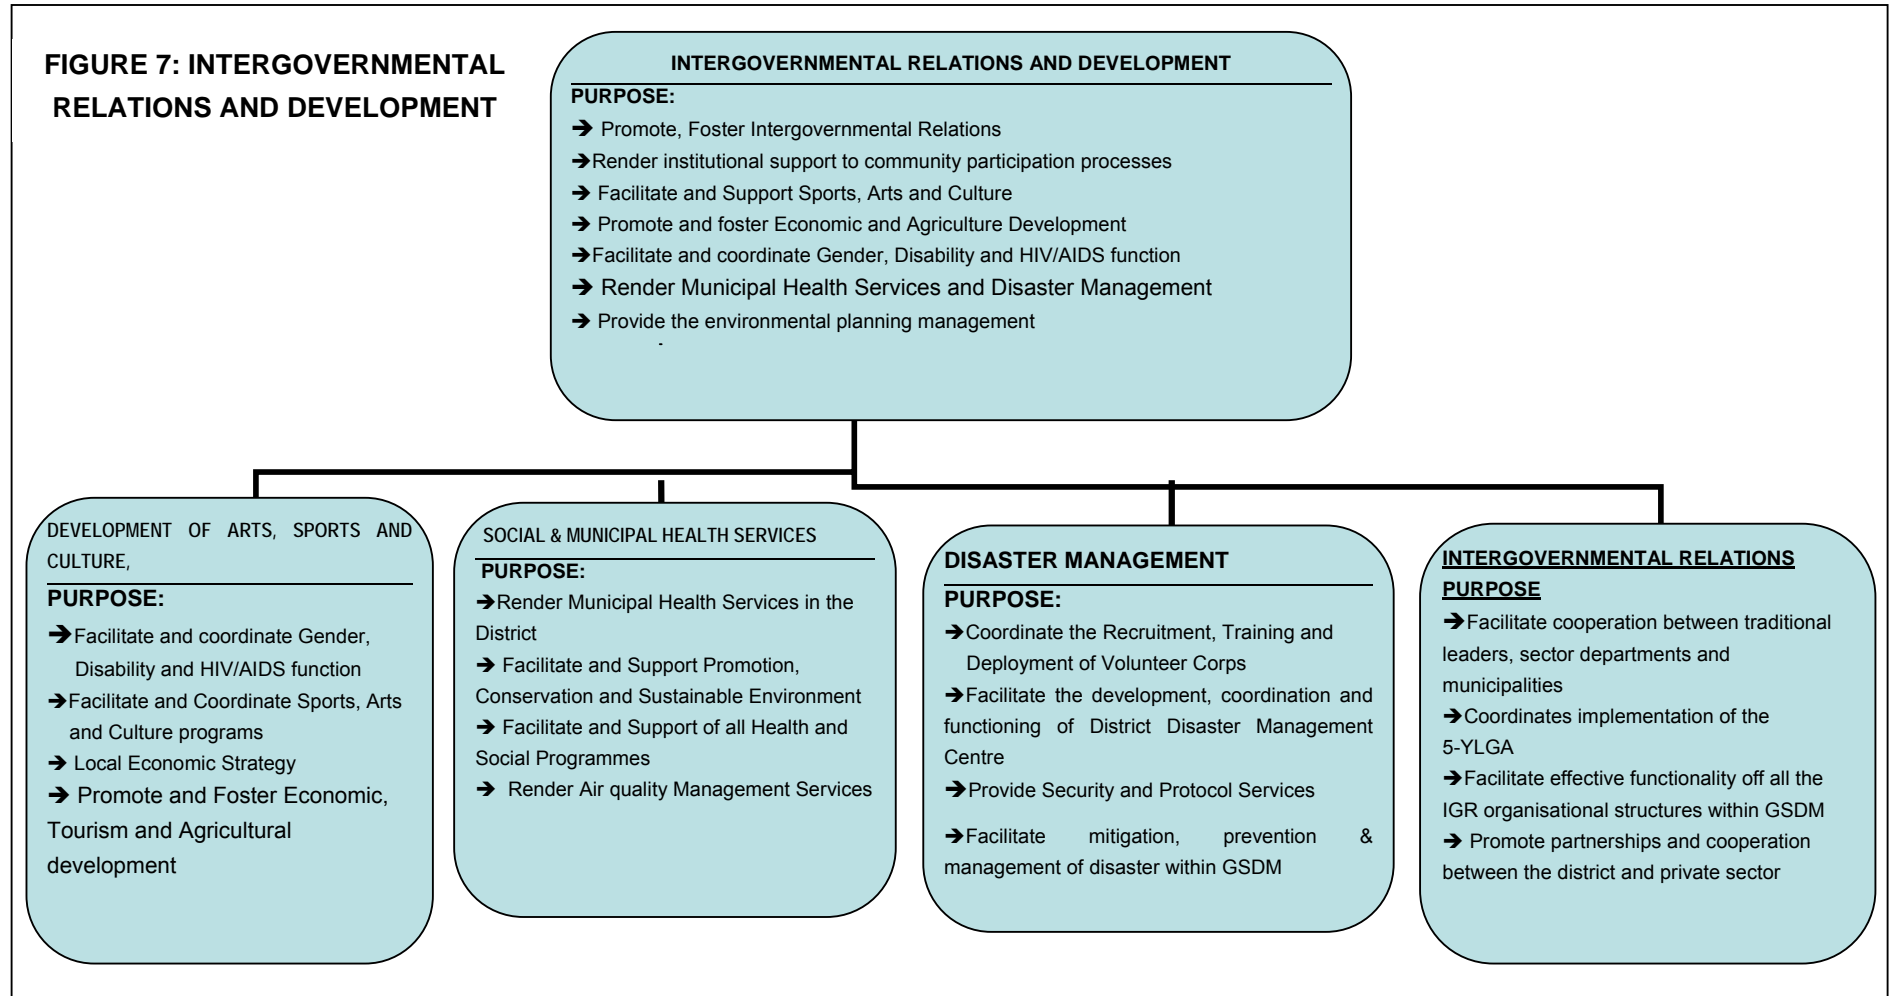 FIGURE 7: INTERGOVERNMENTAL
RELATIONS AND DEVELOPMENT
INTERGOVERNMENTAL RELATIONS AND DEVELOPMENT
PURPOSE:
➔ Promote, Foster Intergovernmental Relations
➔Render institutional support to community participation processes
➔ Facilitate and Support Sports, Arts and Culture
➔ Promote and foster Economic and Agriculture Development
➔Facilitate and coordinate Gender, Disability and HIV/AIDS function
➔ Render Municipal Health Services and Disaster Management
➔ Provide the environmental planning management
DEVELOPMENT OF ARTS, SPORTS AND
CULTURE,
PURPOSE:
➔Facilitate and coordinate Gender,
Disability and HIV/AIDS function
➔Facilitate and Coordinate Sports, Arts
and Culture programs
➔ Local Economic Strategy
➔ Promote and Foster Economic,
Tourism and Agricultural
development
SOCIAL & MUNICIPAL HEALTH SERVICES
PURPOSE:
➔Render Municipal Health Services in the
District
➔ Facilitate and Support Promotion,
Conservation and Sustainable Environment
➔ Facilitate and Support of all Health and
Social Programmes
➔ Render Air quality Management Services
DISASTER MANAGEMENT
PURPOSE:
➔Coordinate the Recruitment, Training and
Deployment of Volunteer Corps
➔Facilitate the development, coordination and
functioning of District Disaster Management
Centre
➔Provide Security and Protocol Services
➔Facilitate mitigation, prevention &
management of disaster within GSDM
INTERGOVERNMENTAL RELATIONS
PURPOSE
➔Facilitate cooperation between traditional
leaders, sector departments and
municipalities
➔Coordinates implementation of the
5-YLGA
➔Facilitate effective functionality off all the
IGR organisational structures within GSDM
➔ Promote partnerships and cooperation
between the district and private sector